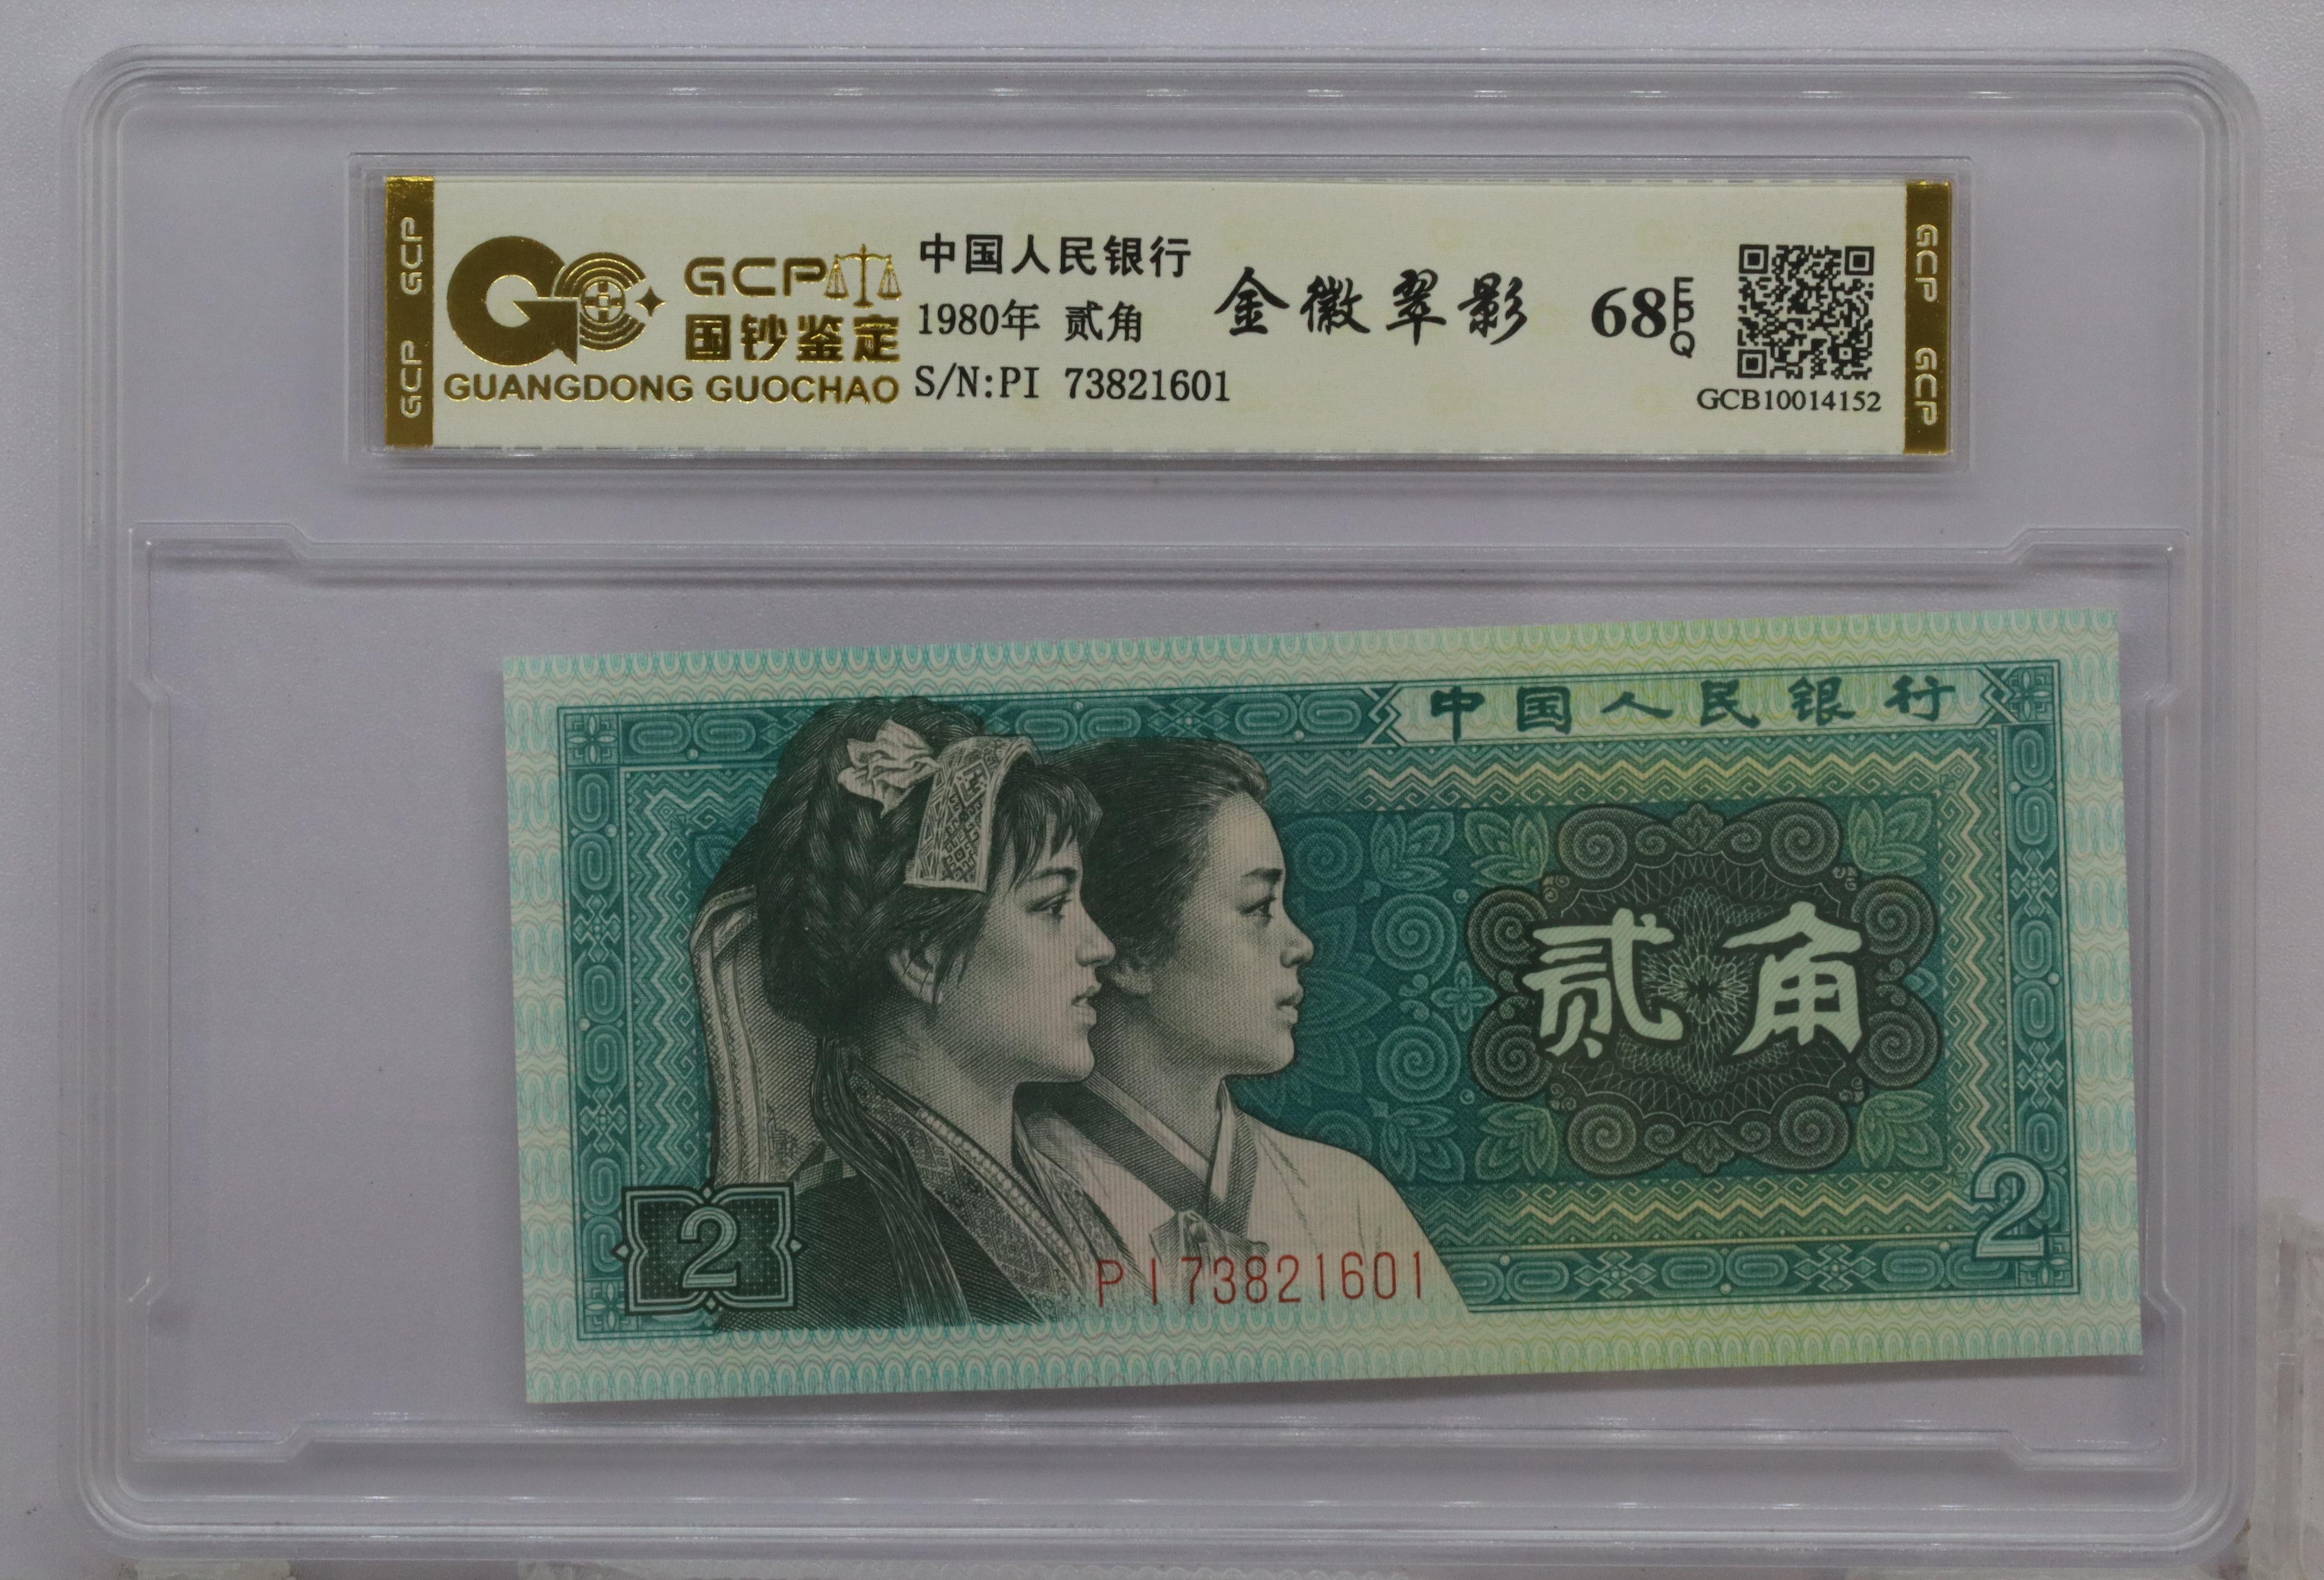 GCP GCP
GCP
国钞鉴定
GUANGDONG GUOCHAO
中国人民银行
1980年 贰角
S/N:PI 73821601
金徽翠影
68 EPQ
GCB10014152
GCP GCP
中国人民银行
贰角
2
2
PI73821601